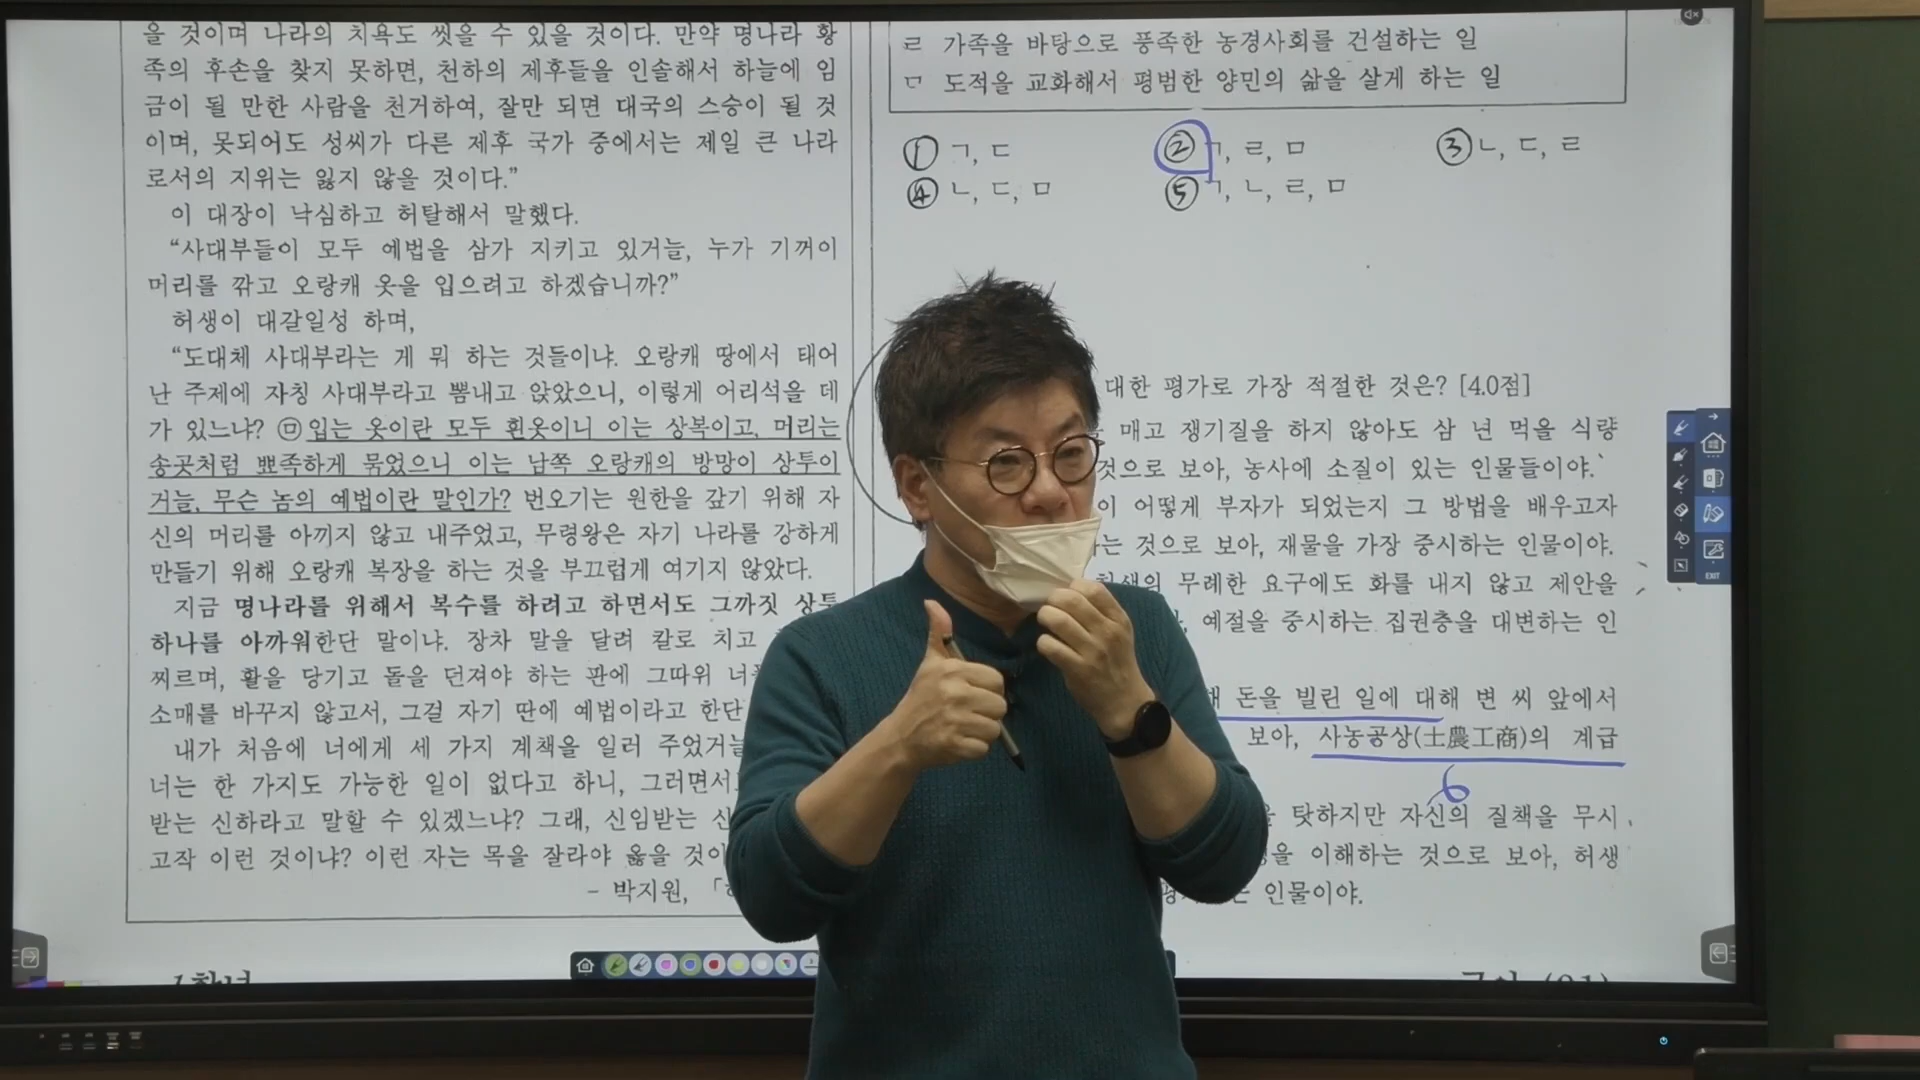 을 것이며 나라의 치욕도 씻을 수 있을 것이다. 만약 명나라 황
족의 후손을 찾지 못하면, 천하의 제후들을 인솔해서 하늘에 임
금이 될 만한 사람을 천거하여, 잘만 되면 대국의 스승이 될 것
이며, 못되어도 성씨가 다른 제후 국가 중에서는 제일 큰 나라
로서의 지위는 잃지 않을 것이다.”
이 대장이 낙심하고 허탈해서 말했다.
“사대부들이 모두 예법을 삼가 지키고 있거늘, 누가 기꺼이
머리를 깎고 오랑캐 옷을 입으려고 하겠습니까?”
허생이 대갈일성 하며,
“도대체 사대부라는 게 뭐 하는 것들이냐. 오랑캐 땅에서 태어
난 주제에 자칭 사대부라고 뽐내고 앉았으니, 이렇게 어리석을 데
가 있느냐? ㉤입는 옷이란 모두 흰옷이니 이는 상복이고, 머리는
송곳처럼 뾰족하게 묶었으니 이는 남쪽 오랑캐의 방망이 상투이
거늘, 무슨 놈의 예법이란 말인가? 번오기는 원한을 갚기 위해 자
신의 머리를 아끼지 않고 내주었고, 무령왕은 자기 나라를 강하게
만들기 위해 오랑캐 복장을 하는 것을 부끄럽게 여기지 않았다.
지금 명나라를 위해서 복수를 하려고 하면서도 그까짓 상투
하나를 아까워한단 말이냐. 장차 말을 달려 칼로 치고
찌르며, 활을 당기고 돌을 던져야 하는 판에 그따위
소매를 바꾸지 않고서, 그걸 자기 딴에 예법이라고 한단
내가 처음에 너에게 세 가지 계책을 일러 주었거늘
너는 한 가지도 가능한 일이 없다고 하니, 그러면서
받는 신하라고 말할 수 있겠느냐? 그래, 신임받는
고작 이런 것이냐? 이런 자는 목을 잘라야 옳을 것이
- 박지원,
1학년
ㄹ 가족을 바탕으로 풍족한 농경사회를 건설하는 일
ㅁ 도적을 교화해서 평범한 양민의 삶을 살게 하는 일
① ㄱ, ㄷ ② ㄱ, ㄹ, ㅁ ③ ㄴ, ㄷ, ㄹ
④ ㄴ, ㄷ, ㅁ ⑤ ㄱ, ㄴ, ㄹ, ㅁ
대한 평가로 가장 적절한 것은? [4.0점]
매고 쟁기질을 하지 않아도 삼 년 먹을 식량
것으로 보아, 농사에 소질이 있는 인물들이야.
이 어떻게 부자가 되었는지 그 방법을 배우고자
는 것으로 보아, 재물을 가장 중시하는 인물이야.
허생의 무례한 요구에도 화를 내지 않고 제안을
예절을 중시하는 집권층을 대변하는 인
돈을 빌린 일에 대해 변 씨 앞에서
보아, 사농공상(士農工商)의 계급
6
을 탓하지만 자신의 질책을 무시
을 이해하는 것으로 보아, 허생
인물이야.
EXIT